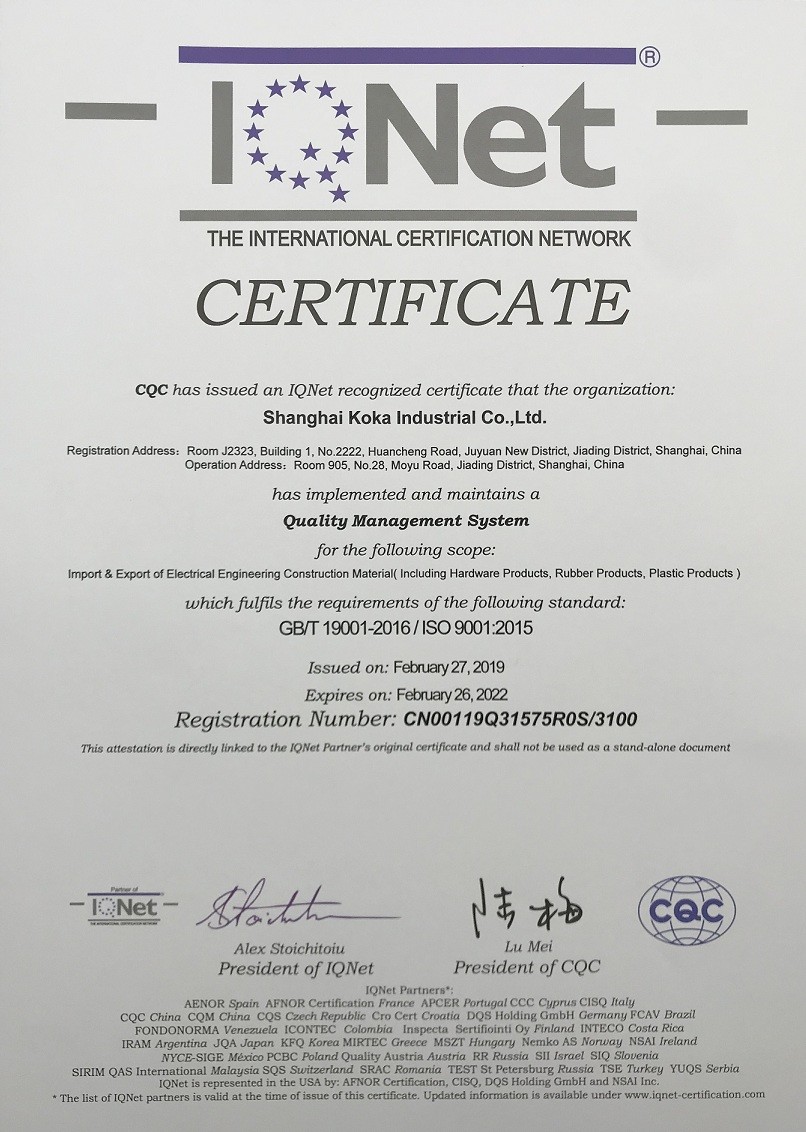 IQNet®
THE INTERNATIONAL CERTIFICATION NETWORK
CERTIFICATE
CQC has issued an IQNet recognized certificate that the organization:
Shanghai Koka Industrial Co.,Ltd.
Registration Address：Room J2323, Building 1, No.2222, Huancheng Road, Juyuan New District, Jiading District, Shanghai, China
Operation Address：Room 905, No.28, Moyu Road, Jiading District, Shanghai, China
has implemented and maintains a
Quality Management System
for the following scope:
Import & Export of Electrical Engineering Construction Material( Including Hardware Products, Rubber Products, Plastic Products )
which fulfils the requirements of the following standard:
GB/T 19001-2016 / ISO 9001:2015
Issued on: February 27, 2019
Expires on: February 26, 2022
Registration Number: CN00119Q31575R0S/3100
This attestation is directly linked to the IQNet Partner's original certificate and shall not be used as a stand-alone document
Partner of
IQNet
THE INTERNATIONAL CERTIFICATION NETWORK
陆梅
CQC
Alex Stoichitoiu
President of IQNet
Lu Mei
President of CQC
IQNet Partners*:
AENOR Spain AFNOR Certification France APCER Portugal CCC Cyprus CISQ Italy
CQC China CQM China CQS Czech Republic Cro Cert Croatia DQS Holding GmbH Germany FCAV Brazil
FONDONORMA Venezuela ICONTEC Colombia Inspecta Sertifiointi Oy Finland INTECO Costa Rica
IRAM Argentina JQA Japan KFQ Korea MIRTEC Greece MSZT Hungary Nemko AS Norway NSAI Ireland
NYCE-SIGE México PCBC Poland Quality Austria Austria RR Russia SII Israel SIQ Slovenia
SIRIM QAS International Malaysia SQS Switzerland SRAC Romania TEST St Petersburg Russia TSE Turkey YUQS Serbia
IQNet is represented in the USA by: AFNOR Certification, CISQ, DQS Holding GmbH and NSAI Inc.
* The list of IQNet partners is valid at the time of issue of this certificate. Updated information is available under www.iqnet-certification.com